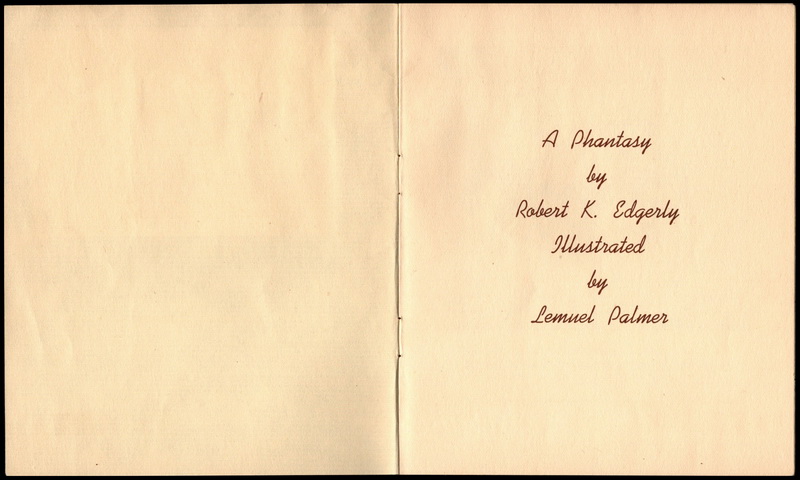 A Phantasy
by
Robert K. Edgerly
Illustrated
by
Lemuel Palmer